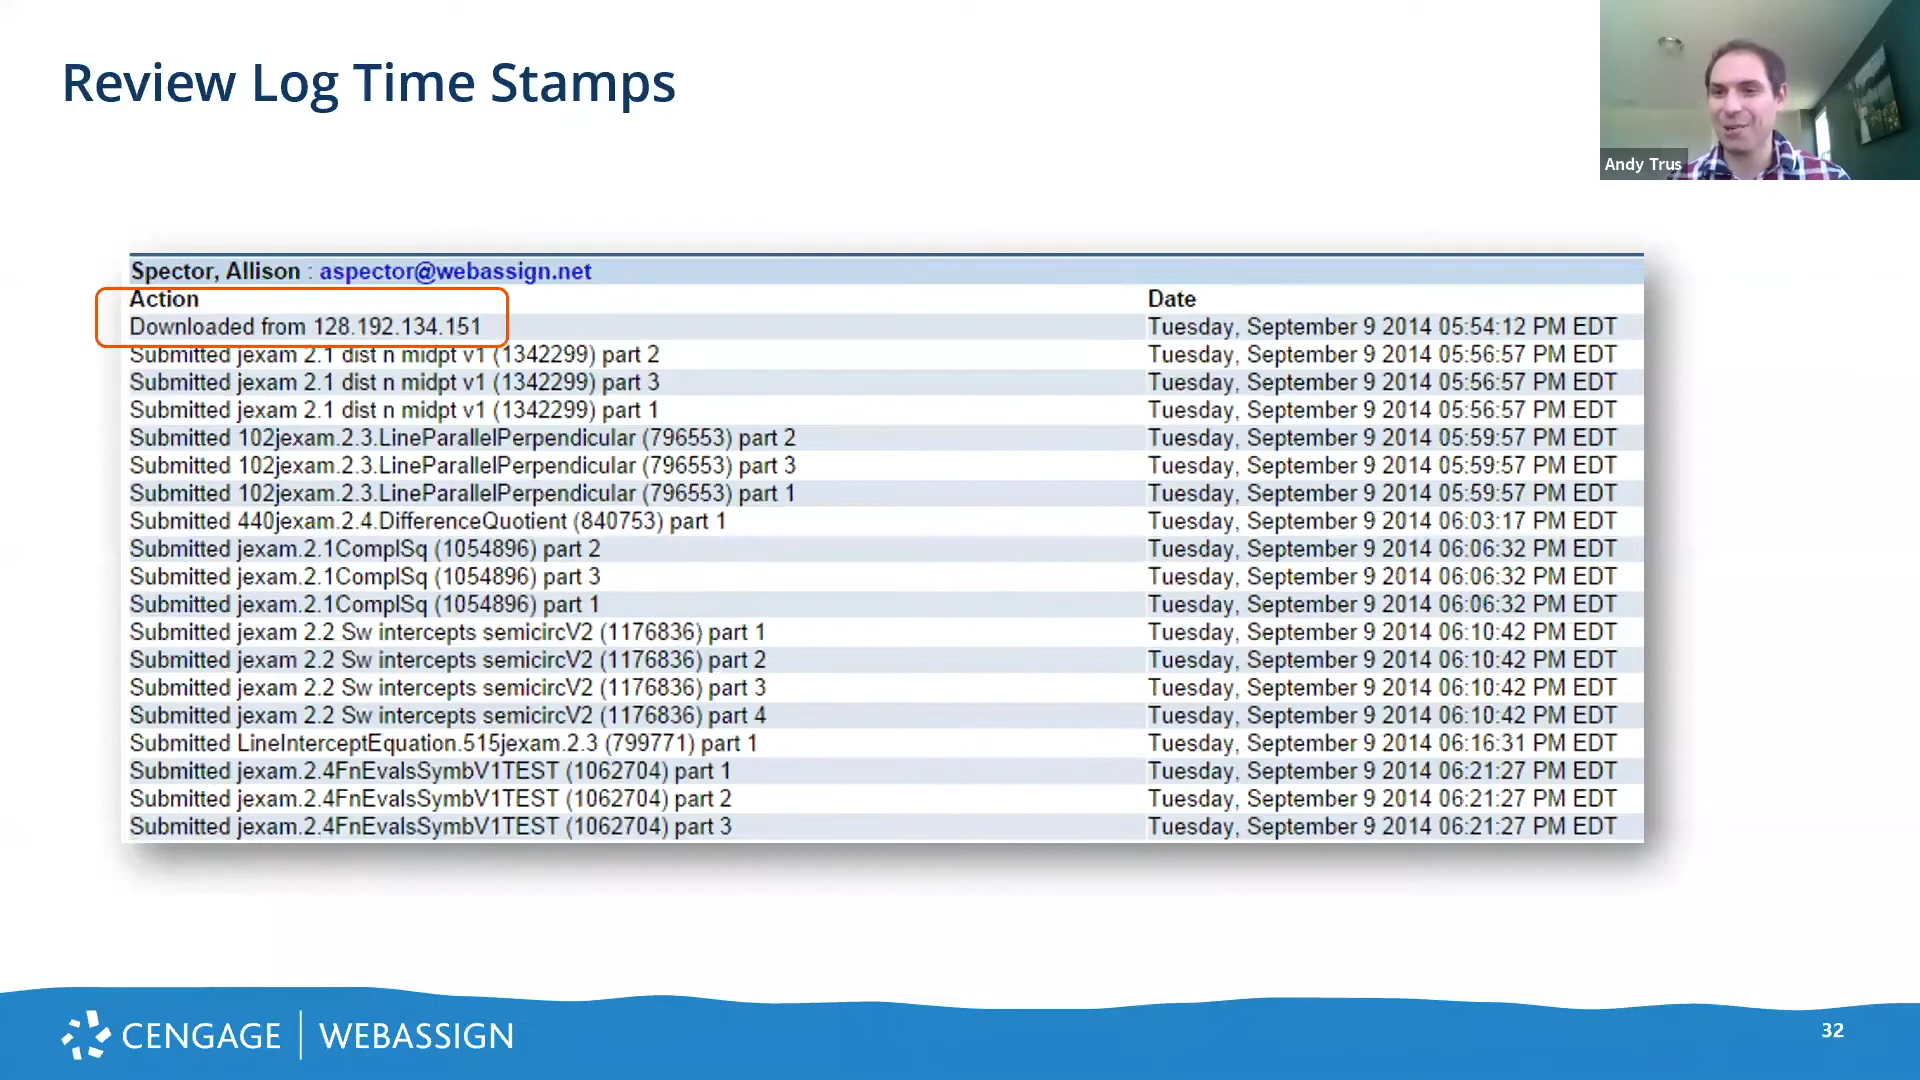 Review Log Time Stamps
Andy Trus
Spector, Allison : aspector@webassign.net
Action Date
Downloaded from 128.192.134.151 Tuesday, September 9 2014 05:54:12 PM EDT
Submitted jexam 2.1 dist n midpt v1 (1342299) part 2 Tuesday, September 9 2014 05:56:57 PM EDT
Submitted jexam 2.1 dist n midpt v1 (1342299) part 3 Tuesday, September 9 2014 05:56:57 PM EDT
Submitted jexam 2.1 dist n midpt v1 (1342299) part 1 Tuesday, September 9 2014 05:56:57 PM EDT
Submitted 102jexam.2.3.LineParallelPerpendicular (796553) part 2 Tuesday, September 9 2014 05:59:57 PM EDT
Submitted 102jexam.2.3.LineParallelPerpendicular (796553) part 3 Tuesday, September 9 2014 05:59:57 PM EDT
Submitted 102jexam.2.3.LineParallelPerpendicular (796553) part 1 Tuesday, September 9 2014 05:59:57 PM EDT
Submitted 440jexam.2.4.DifferenceQuotient (840753) part 1 Tuesday, September 9 2014 06:03:17 PM EDT
Submitted jexam.2.1ComplSq (1054896) part 2 Tuesday, September 9 2014 06:06:32 PM EDT
Submitted jexam.2.1ComplSq (1054896) part 3 Tuesday, September 9 2014 06:06:32 PM EDT
Submitted jexam.2.1ComplSq (1054896) part 1 Tuesday, September 9 2014 06:06:32 PM EDT
Submitted jexam 2.2 Sw intercepts semicircV2 (1176836) part 1 Tuesday, September 9 2014 06:10:42 PM EDT
Submitted jexam 2.2 Sw intercepts semicircV2 (1176836) part 2 Tuesday, September 9 2014 06:10:42 PM EDT
Submitted jexam 2.2 Sw intercepts semicircV2 (1176836) part 3 Tuesday, September 9 2014 06:10:42 PM EDT
Submitted jexam 2.2 Sw intercepts semicircV2 (1176836) part 4 Tuesday, September 9 2014 06:10:42 PM EDT
Submitted LineInterceptEquation.515jexam.2.3 (799771) part 1 Tuesday, September 9 2014 06:16:31 PM EDT
Submitted jexam.2.4FnEvalsSymbV1TEST (1062704) part 1 Tuesday, September 9 2014 06:21:27 PM EDT
Submitted jexam.2.4FnEvalsSymbV1TEST (1062704) part 2 Tuesday, September 9 2014 06:21:27 PM EDT
Submitted jexam.2.4FnEvalsSymbV1TEST (1062704) part 3 Tuesday, September 9 2014 06:21:27 PM EDT
CENGAGE | WEBASSIGN
32